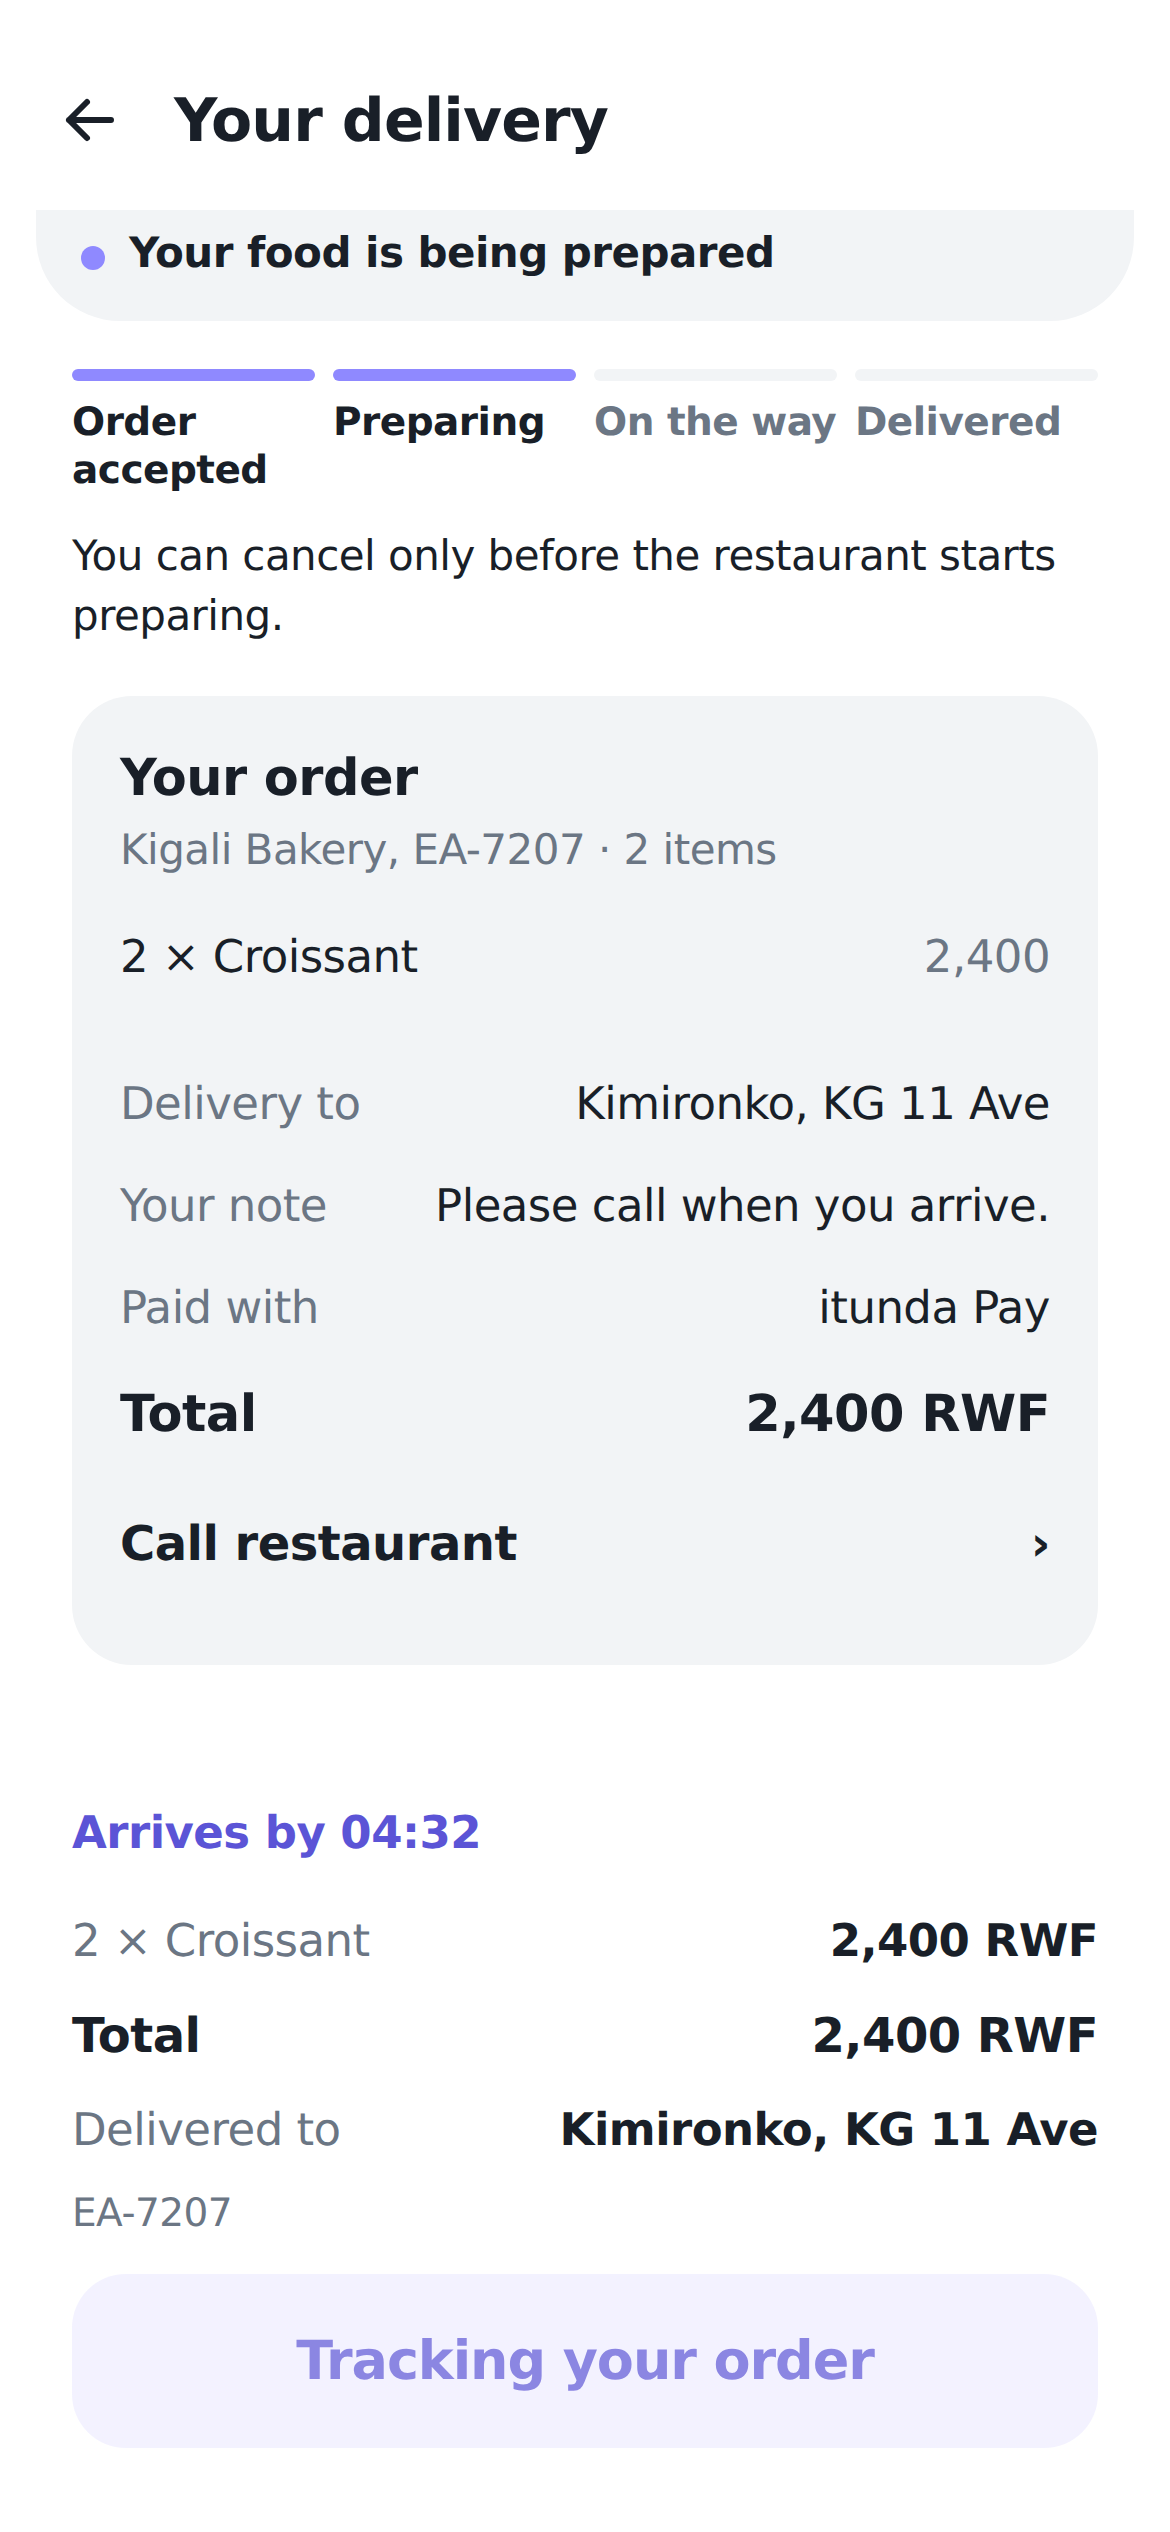 Your delivery
Your food is being prepared
Order accepted
Preparing
On the way
Delivered
You can cancel only before the restaurant starts
preparing.
Your order
Kigali Bakery, EA-7207 · 2 items
2 × Croissant 2,400
Delivery to Kimironko, KG 11 Ave
Your note Please call when you arrive.
Paid with itunda Pay
Total 2,400 RWF
Call restaurant ›
Arrives by 04:32
2 × Croissant 2,400 RWF
Total 2,400 RWF
Delivered to Kimironko, KG 11 Ave
EA-7207
Tracking your order